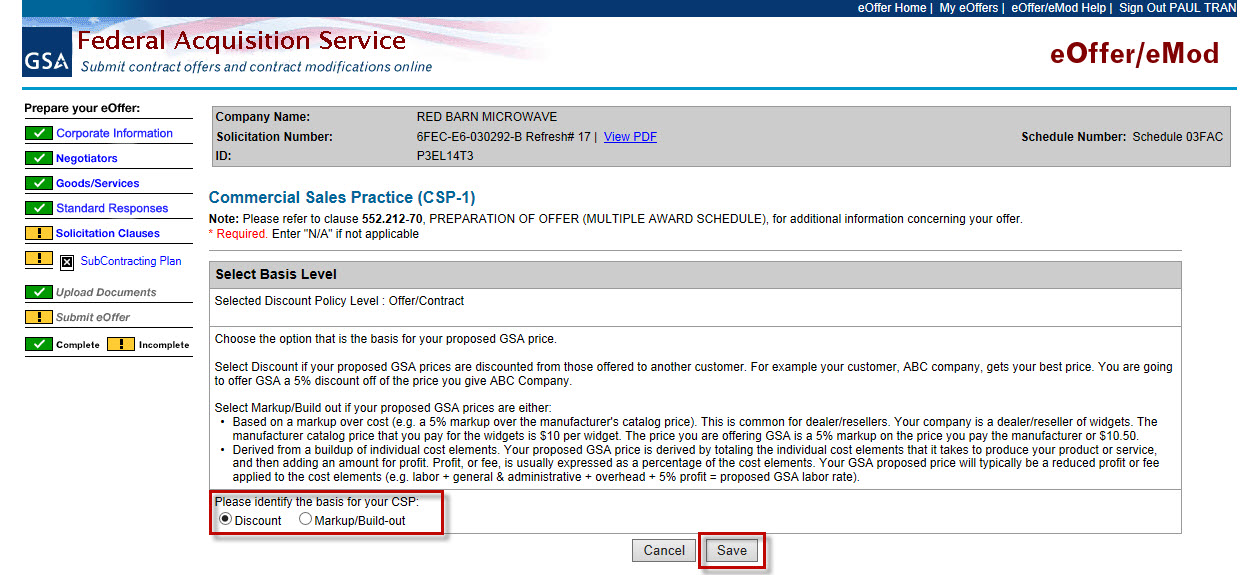 eOffer Home | My eOffers | eOffer/eMod Help | Sign Out PAUL TRAN
GSA
Federal Acquisition Service
Submit contract offers and contract modifications online
eOffer/eMod
Prepare your eOffer:
Corporate Information
Negotiators
Goods/Services
Standard Responses
! Solicitation Clauses
! SubContracting Plan
Upload Documents
! Submit eOffer
Complete ! Incomplete
Company Name: RED BARN MICROWAVE
Solicitation Number: 6FEC-E6-030292-B Refresh# 17 | View PDF Schedule Number: Schedule 03FAC
ID: P3EL14T3
Commercial Sales Practice (CSP-1)
Note: Please refer to clause 552.212-70, PREPARATION OF OFFER (MULTIPLE AWARD SCHEDULE), for additional information concerning your offer.
* Required. Enter "N/A" if not applicable
Select Basis Level
Selected Discount Policy Level : Offer/Contract
Choose the option that is the basis for your proposed GSA price.
Select Discount if your proposed GSA prices are discounted from those offered to another customer. For example your customer, ABC company, gets your best price. You are going
to offer GSA a 5% discount off of the price you give ABC Company.
Select Markup/Build out if your proposed GSA prices are either:
• Based on a markup over cost (e.g. a 5% markup over the manufacturer's catalog price). This is common for dealer/resellers. Your company is a dealer/reseller of widgets. The
manufacturer catalog price that you pay for the widgets is $10 per widget. The price you are offering GSA is a 5% markup on the price you pay the manufacturer or $10.50.
• Derived from a buildup of individual cost elements. Your proposed GSA price is derived by totaling the individual cost elements that it takes to produce your product or service,
and then adding an amount for profit. Profit, or fee, is usually expressed as a percentage of the cost elements. Your GSA proposed price will typically be a reduced profit or fee
applied to the cost elements (e.g. labor + general & administrative + overhead + 5% profit = proposed GSA labor rate).
Please identify the basis for your CSP:
Discount Markup/Build-out
Cancel Save